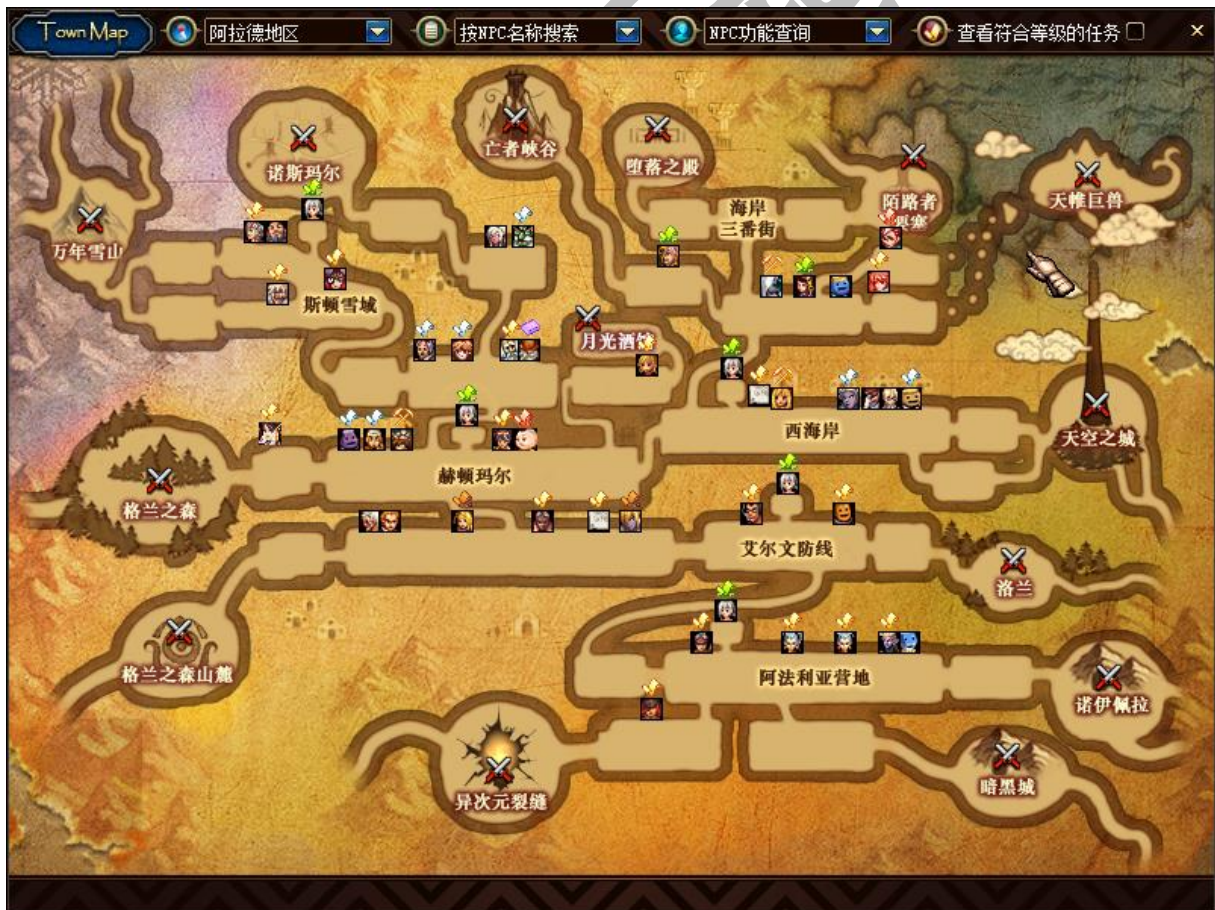 Town Map
阿拉德地区
按NPC名称搜索
NPC功能查询
查看符合等级的任务
诺斯玛尔
亡者峡谷
堕落之殿
海岸
三番街
陌路者
要塞
天帷巨兽
万年雪山
斯顿雪域
月光酒馆
西海岸
天空之城
格兰之森
赫顿玛尔
艾尔文防线
洛兰
格兰之森山麓
阿法利亚营地
诺伊佩拉
异次元裂缝
暗黑城